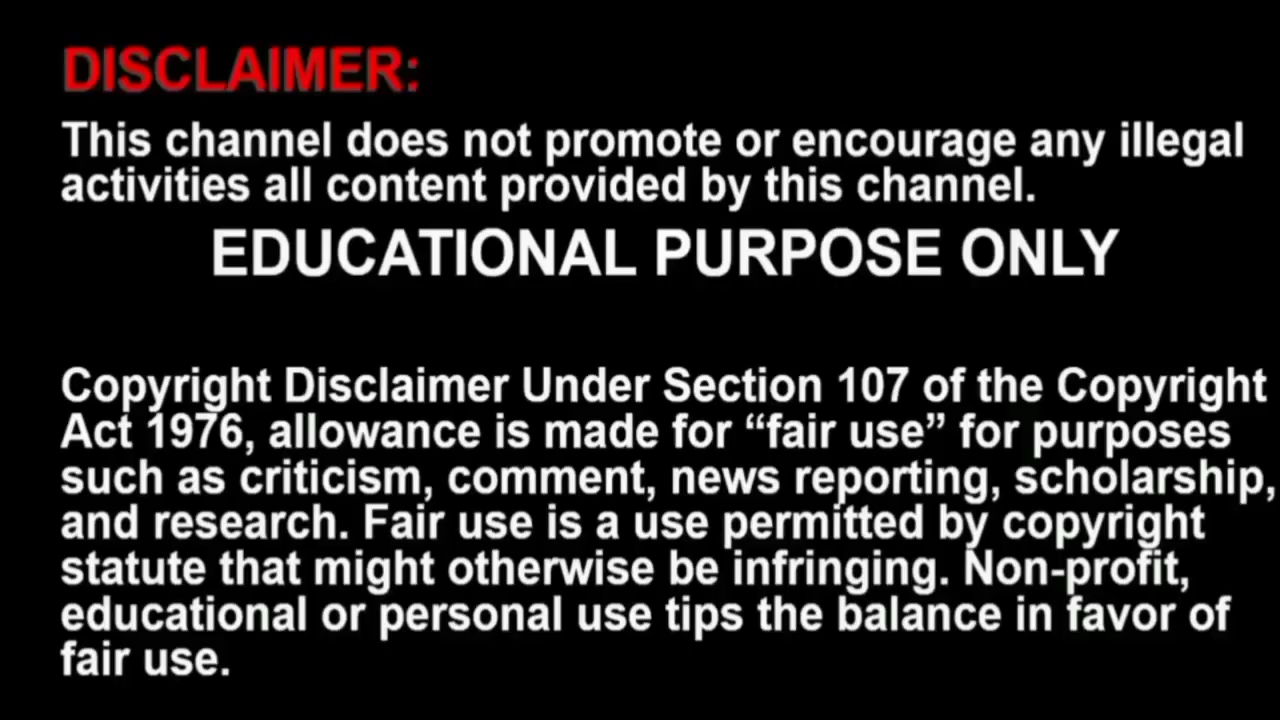 DISCLAIMER:
This channel does not promote or encourage any illegal
activities all content provided by this channel.
EDUCATIONAL PURPOSE ONLY
Copyright Disclaimer Under Section 107 of the Copyright
Act 1976, allowance is made for “fair use” for purposes
such as criticism, comment, news reporting, scholarship,
and research. Fair use is a use permitted by copyright
statute that might otherwise be infringing. Non-profit,
educational or personal use tips the balance in favor of
fair use.